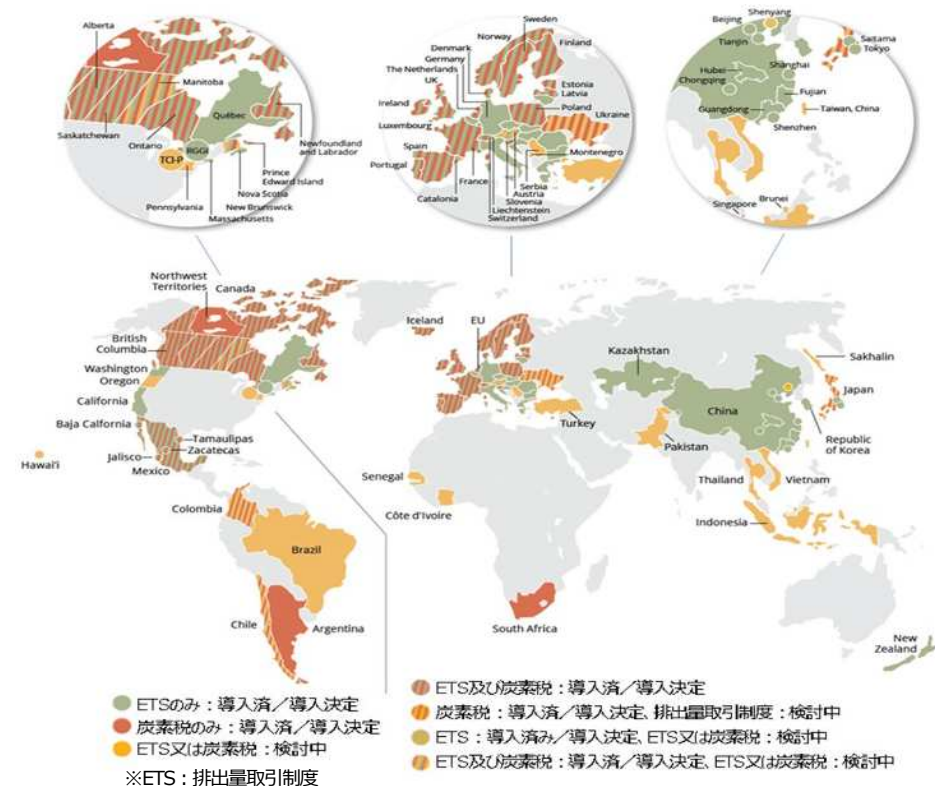 Alberta
Manitoba
Québec
Saskatchewan
Ontario
TCI-P
RGGI
Newfoundland
and Labrador
Prince
Edward Island
Nova Scotia
Pennsylvania
New Brunswick
Massachusetts
Sweden
Norway
Finland
Denmark
Germany
The Netherlands
UK
Estonia
Latvia
Ireland
Poland
Ukraine
Luxembourg
Spain
Portugal
Montenegro
France
Serbia
Catalonia
Austria
Slovenia
Liechtenstein
Switzerland
Shenyang
Beijing
Tianjin
Saitama
Tokyo
Shanghai
Hubei
Chongqing
Fujian
Guangdong
Taiwan, China
Shenzhen
Singapore
Brunei
Northwest
Territories
Canada
Iceland
EU
British
Columbia
Kazakhstan
Sakhalin
Washington
Oregon
Japan
California
China
Baja Calfornia
Turkey
Tamaulipas
Pakistan
Republic
of Korea
Hawai'i
Jalisco
Zacatecas
Mexico
Senegal
Thailand
Vietnam
Colombia
Côte d'Ivoire
Indonesia
Brazil
Chile
Argentina
South Africa
New
Zealand
ETSのみ：導入済／導入決定
炭素税のみ：導入済／導入決定
ETS又は炭素税：検討中
※ETS：排出量取引制度
ETS及び炭素税：導入済／導入決定
炭素税：導入済／導入決定、排出量取引制度：検討中
ETS：導入済み／導入決定、ETS又は炭素税：検討中
ETS及び炭素税：導入済／導入決定、ETS又は炭素税：検討中